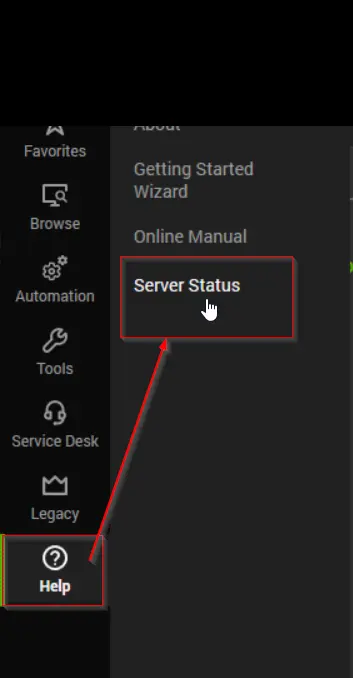 Favorites
Browse
Automation
Tools
Service Desk
Legacy
Help
About
Getting Started
Wizard
Online Manual
Server Status